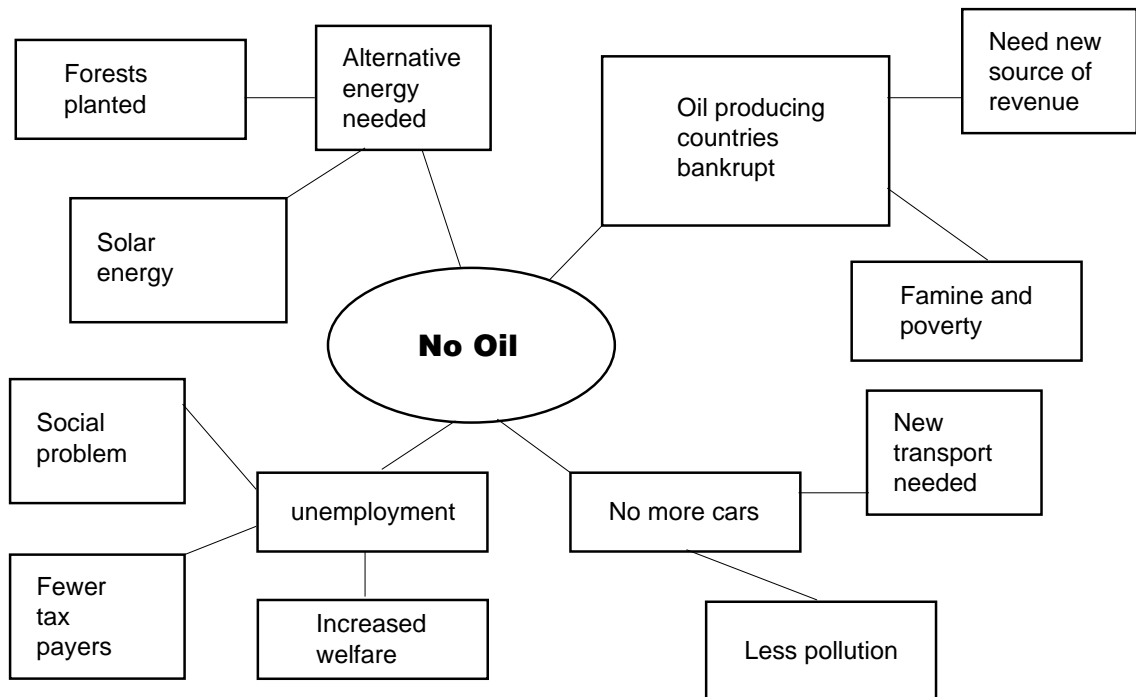 Forests
planted
Alternative
energy
needed
Oil producing
countries
bankrupt
Need new
source of
revenue
Solar
energy
Famine and
poverty
No Oil
Social
problem
New
transport
needed
unemployment
No more cars
Fewer
tax
payers
Increased
welfare
Less pollution